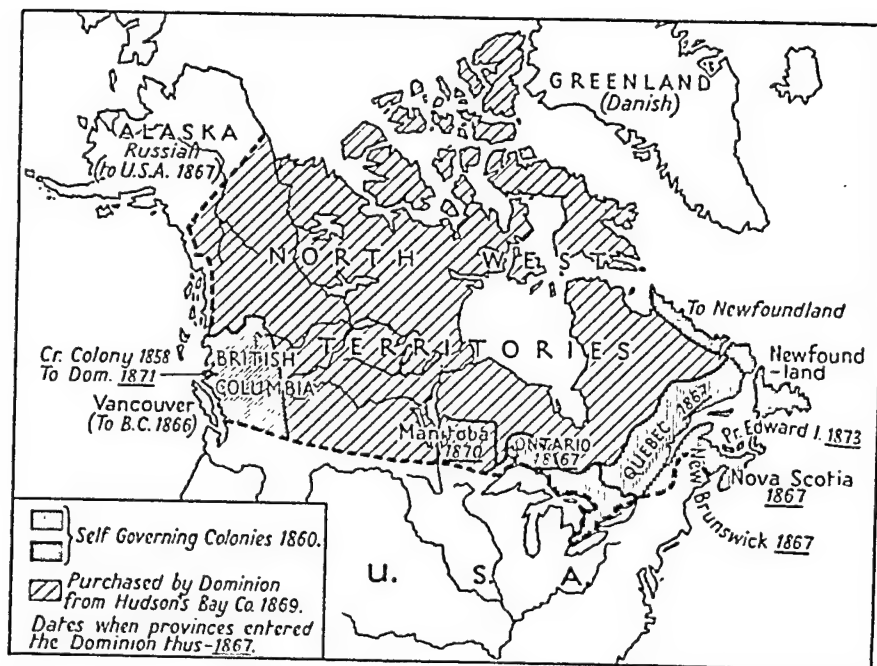 GREENLAND
(Danish)
ALASKA
Russian
(to U.S.A. 1867)
NORTH WEST
TERRITORIES
To Newfoundland
Newfound
-land
Cr. Colony 1858
To Dom. 1871
BRITISH
COLUMBIA
Vancouver
(To B.C. 1866)
Manitoba
1870
ONTARIO
1867
QUEBEC 1867
Pr. Edward I. 1873
Nova Scotia
1867
New Brunswick 1867
U. S. A.
Self Governing Colonies 1860.
Purchased by Dominion
from Hudson's Bay Co. 1869.
Dates when provinces entered
the Dominion thus-1867.